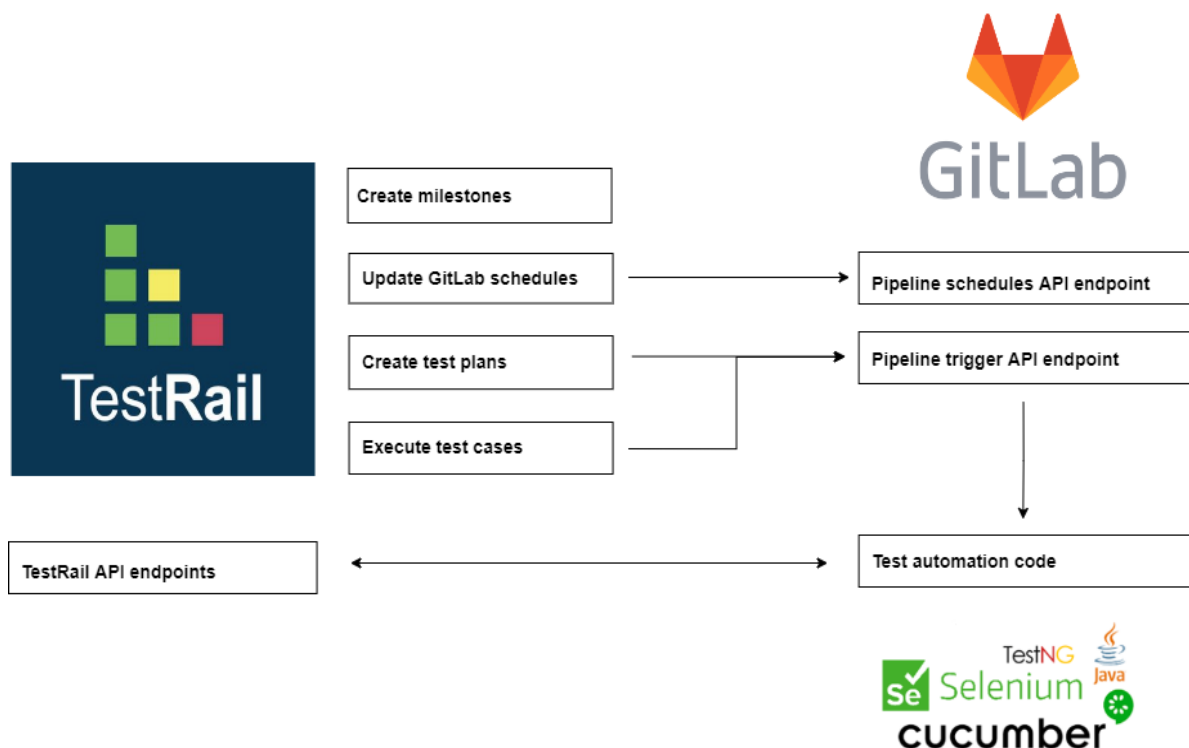 GitLab
Create milestones
Update GitLab schedules
Pipeline schedules API endpoint
Create test plans
Pipeline trigger API endpoint
TestRail
Execute test cases
TestRail API endpoints
Test automation code
TestNG
Java
Se
Selenium
cucumber